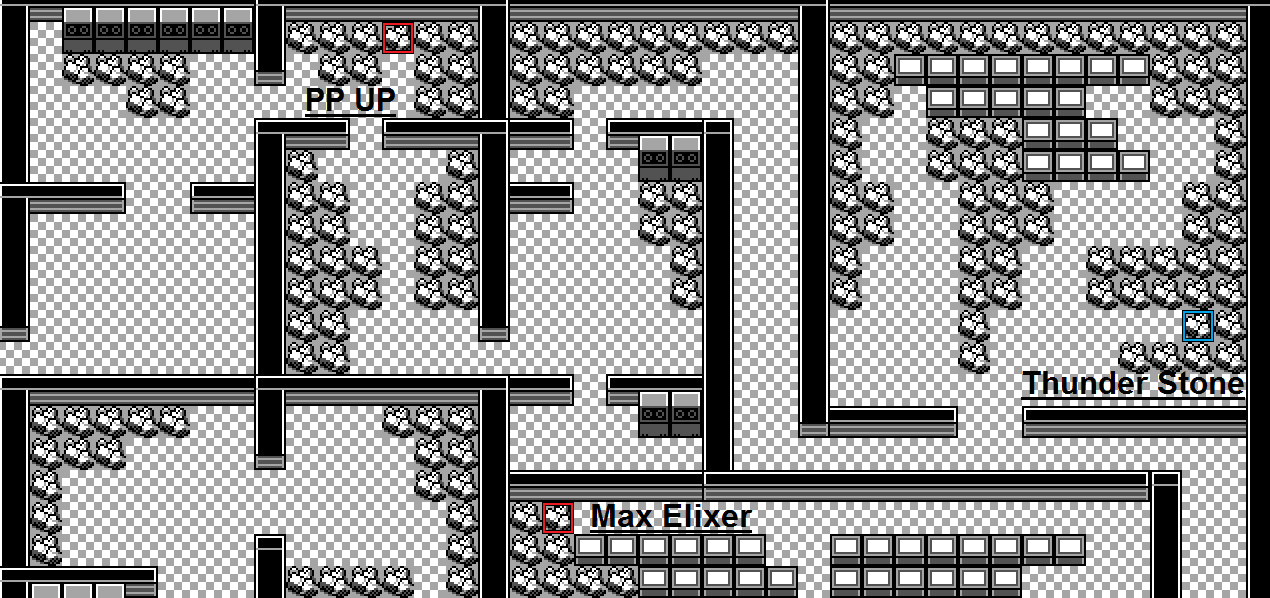 PP UP
Thunder Stone
Max Elixer